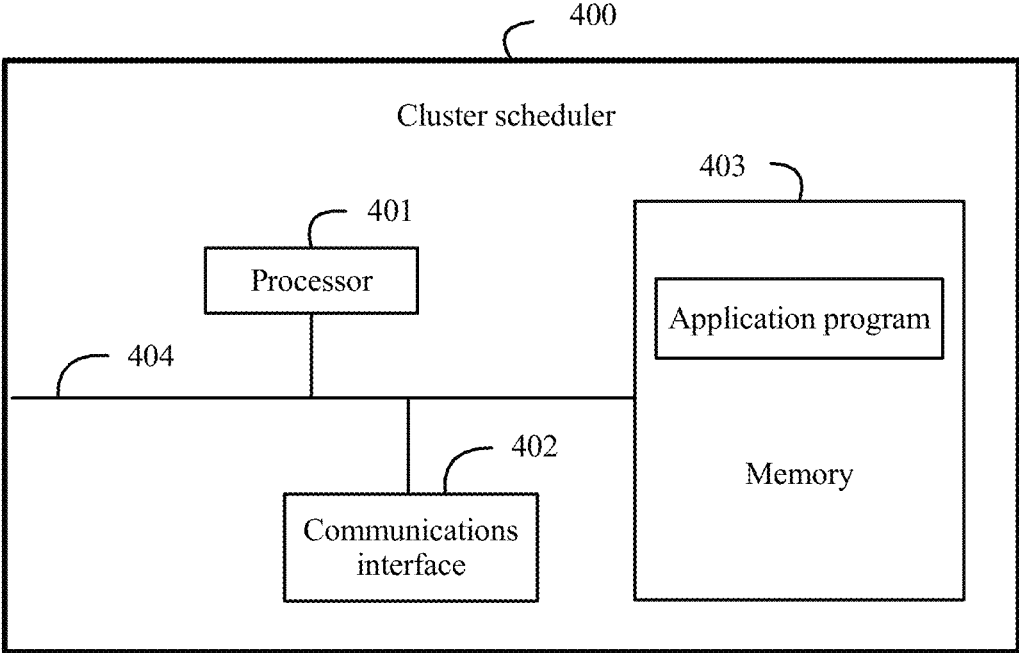 400
Cluster scheduler
403
401
Processor
Application program
404
402
Memory
Communications
interface